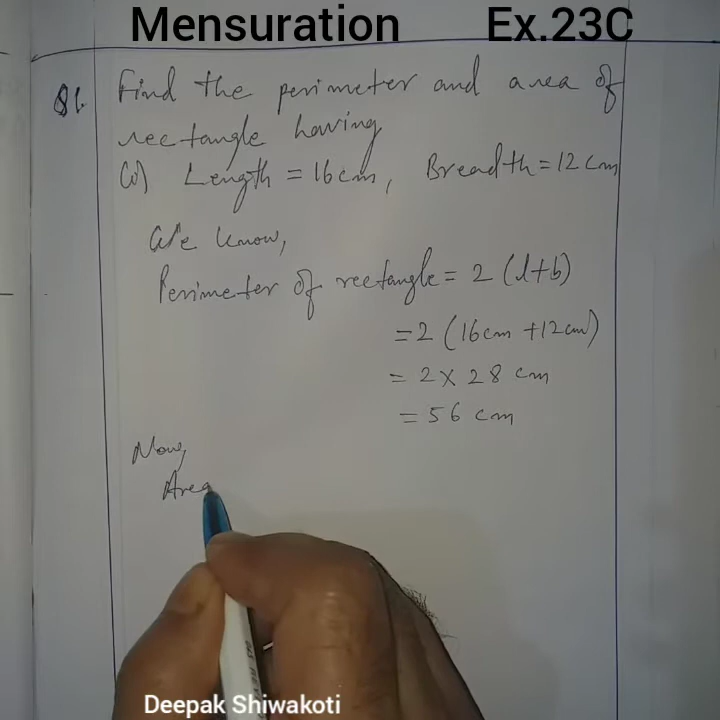 Mensuration Ex.23C
Q1. Find the perimeter and area of
rectangle having
(i) Length = 16cm, Breadth = 12 cm
We know,
Perimeter of rectangle = 2 (l+b)
= 2 (16cm + 12cm)
= 2 × 28 cm
= 56 cm
Now,
Area
Deepak Shiwakoti